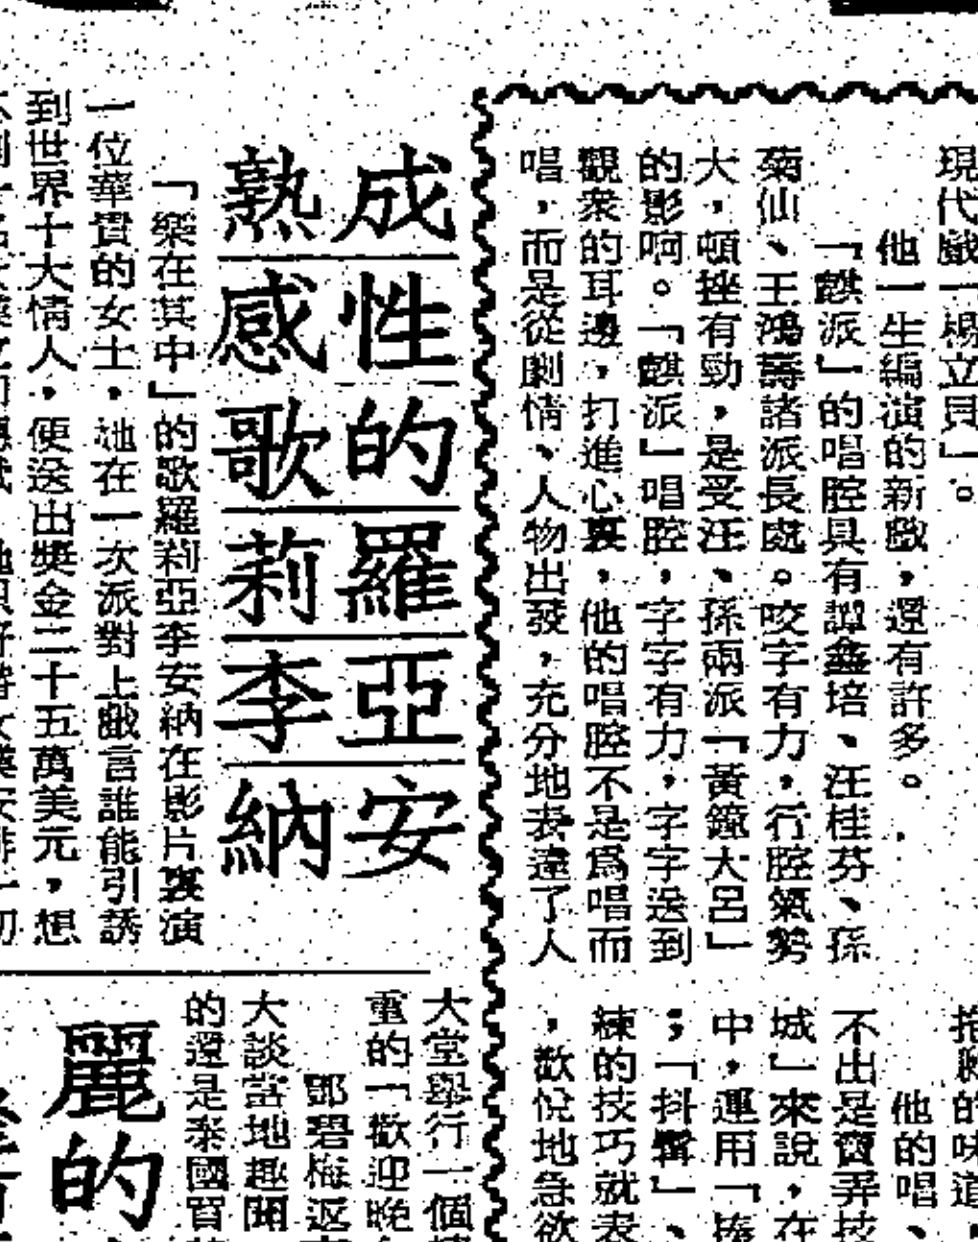 現代戲「楊立貝」。
他一生編演的新戲，還有許多。
「麒派」的唱腔具有譚鑫培、汪桂芬、孫
菊仙、王鴻壽諸派長處。咬字有力，行腔氣勢
大，頓挫有勁，是受汪、孫兩派「黃鐘大呂」
的影响。「麒派」唱腔，字字有力，字字送到
觀衆的耳邊，打進心裏，他的唱腔不是爲唱而
唱，而是從劇情、人物出發，充分地表達了人
的味道，
他的唱、
不出是賣弄技
城」來說，在
中，運用「揍
；「抖髯」、
練的技巧就表
，歡悅地急欲
成性的羅亞安
熟感歌莉李納
「樂在其中」的歌羅莉亞李安納在影片裏演
一位華貴的女士，她在一次派對上戲言誰能引誘
到世界十大情人，便送出獎金二十五萬美元，想
大堂舉行一個
重的「歡迎晚
鄧碧梅返
大談當地趣聞
的還是泰國習
麗的